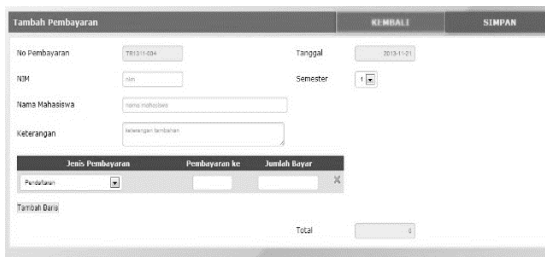 Tambah Pembayaran KEMBALI SIMPAN
No Pembayaran TR1311-004 Tanggal 2013-11-21
NIM Nim Semester 1
Nama Mahasiswa nama mahasiswa
Keterangan keterangan tambahan
Jenis Pembayaran Pembayaran ke Jumlah Bayar
Pendaftaran X
Tambah Baris
Total 0